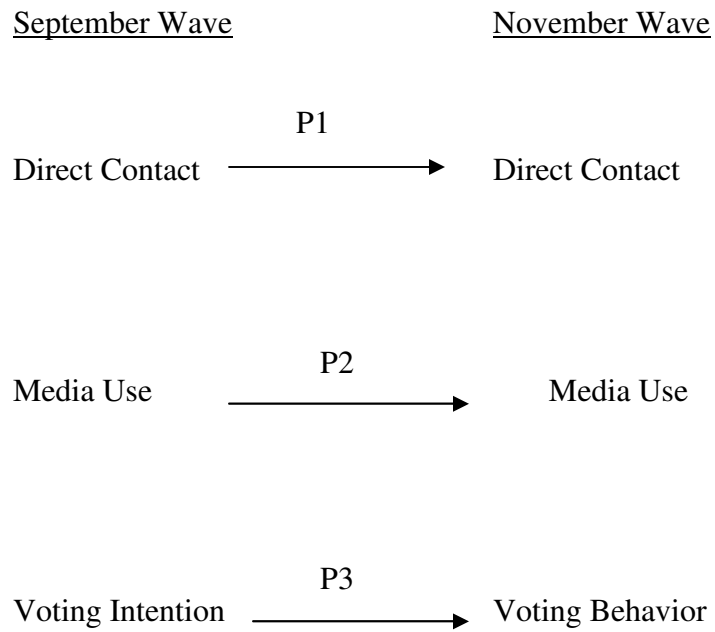 September Wave November Wave
P1
Direct Contact Direct Contact
P2
Media Use Media Use
P3
Voting Intention Voting Behavior